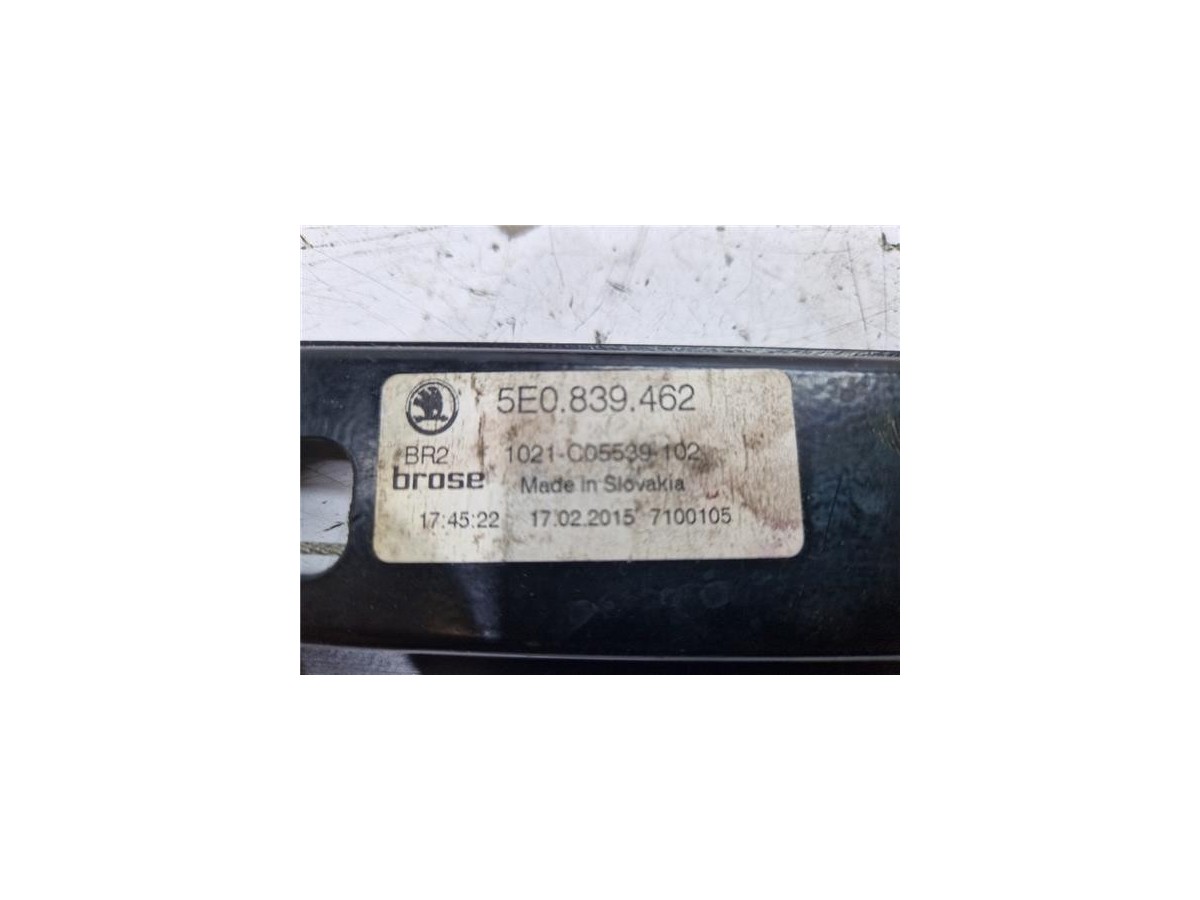 5E0.839.462
BR2 1021-C05539-102
brose Made in Slovakia
17:45:22 17.02.2015 7100105